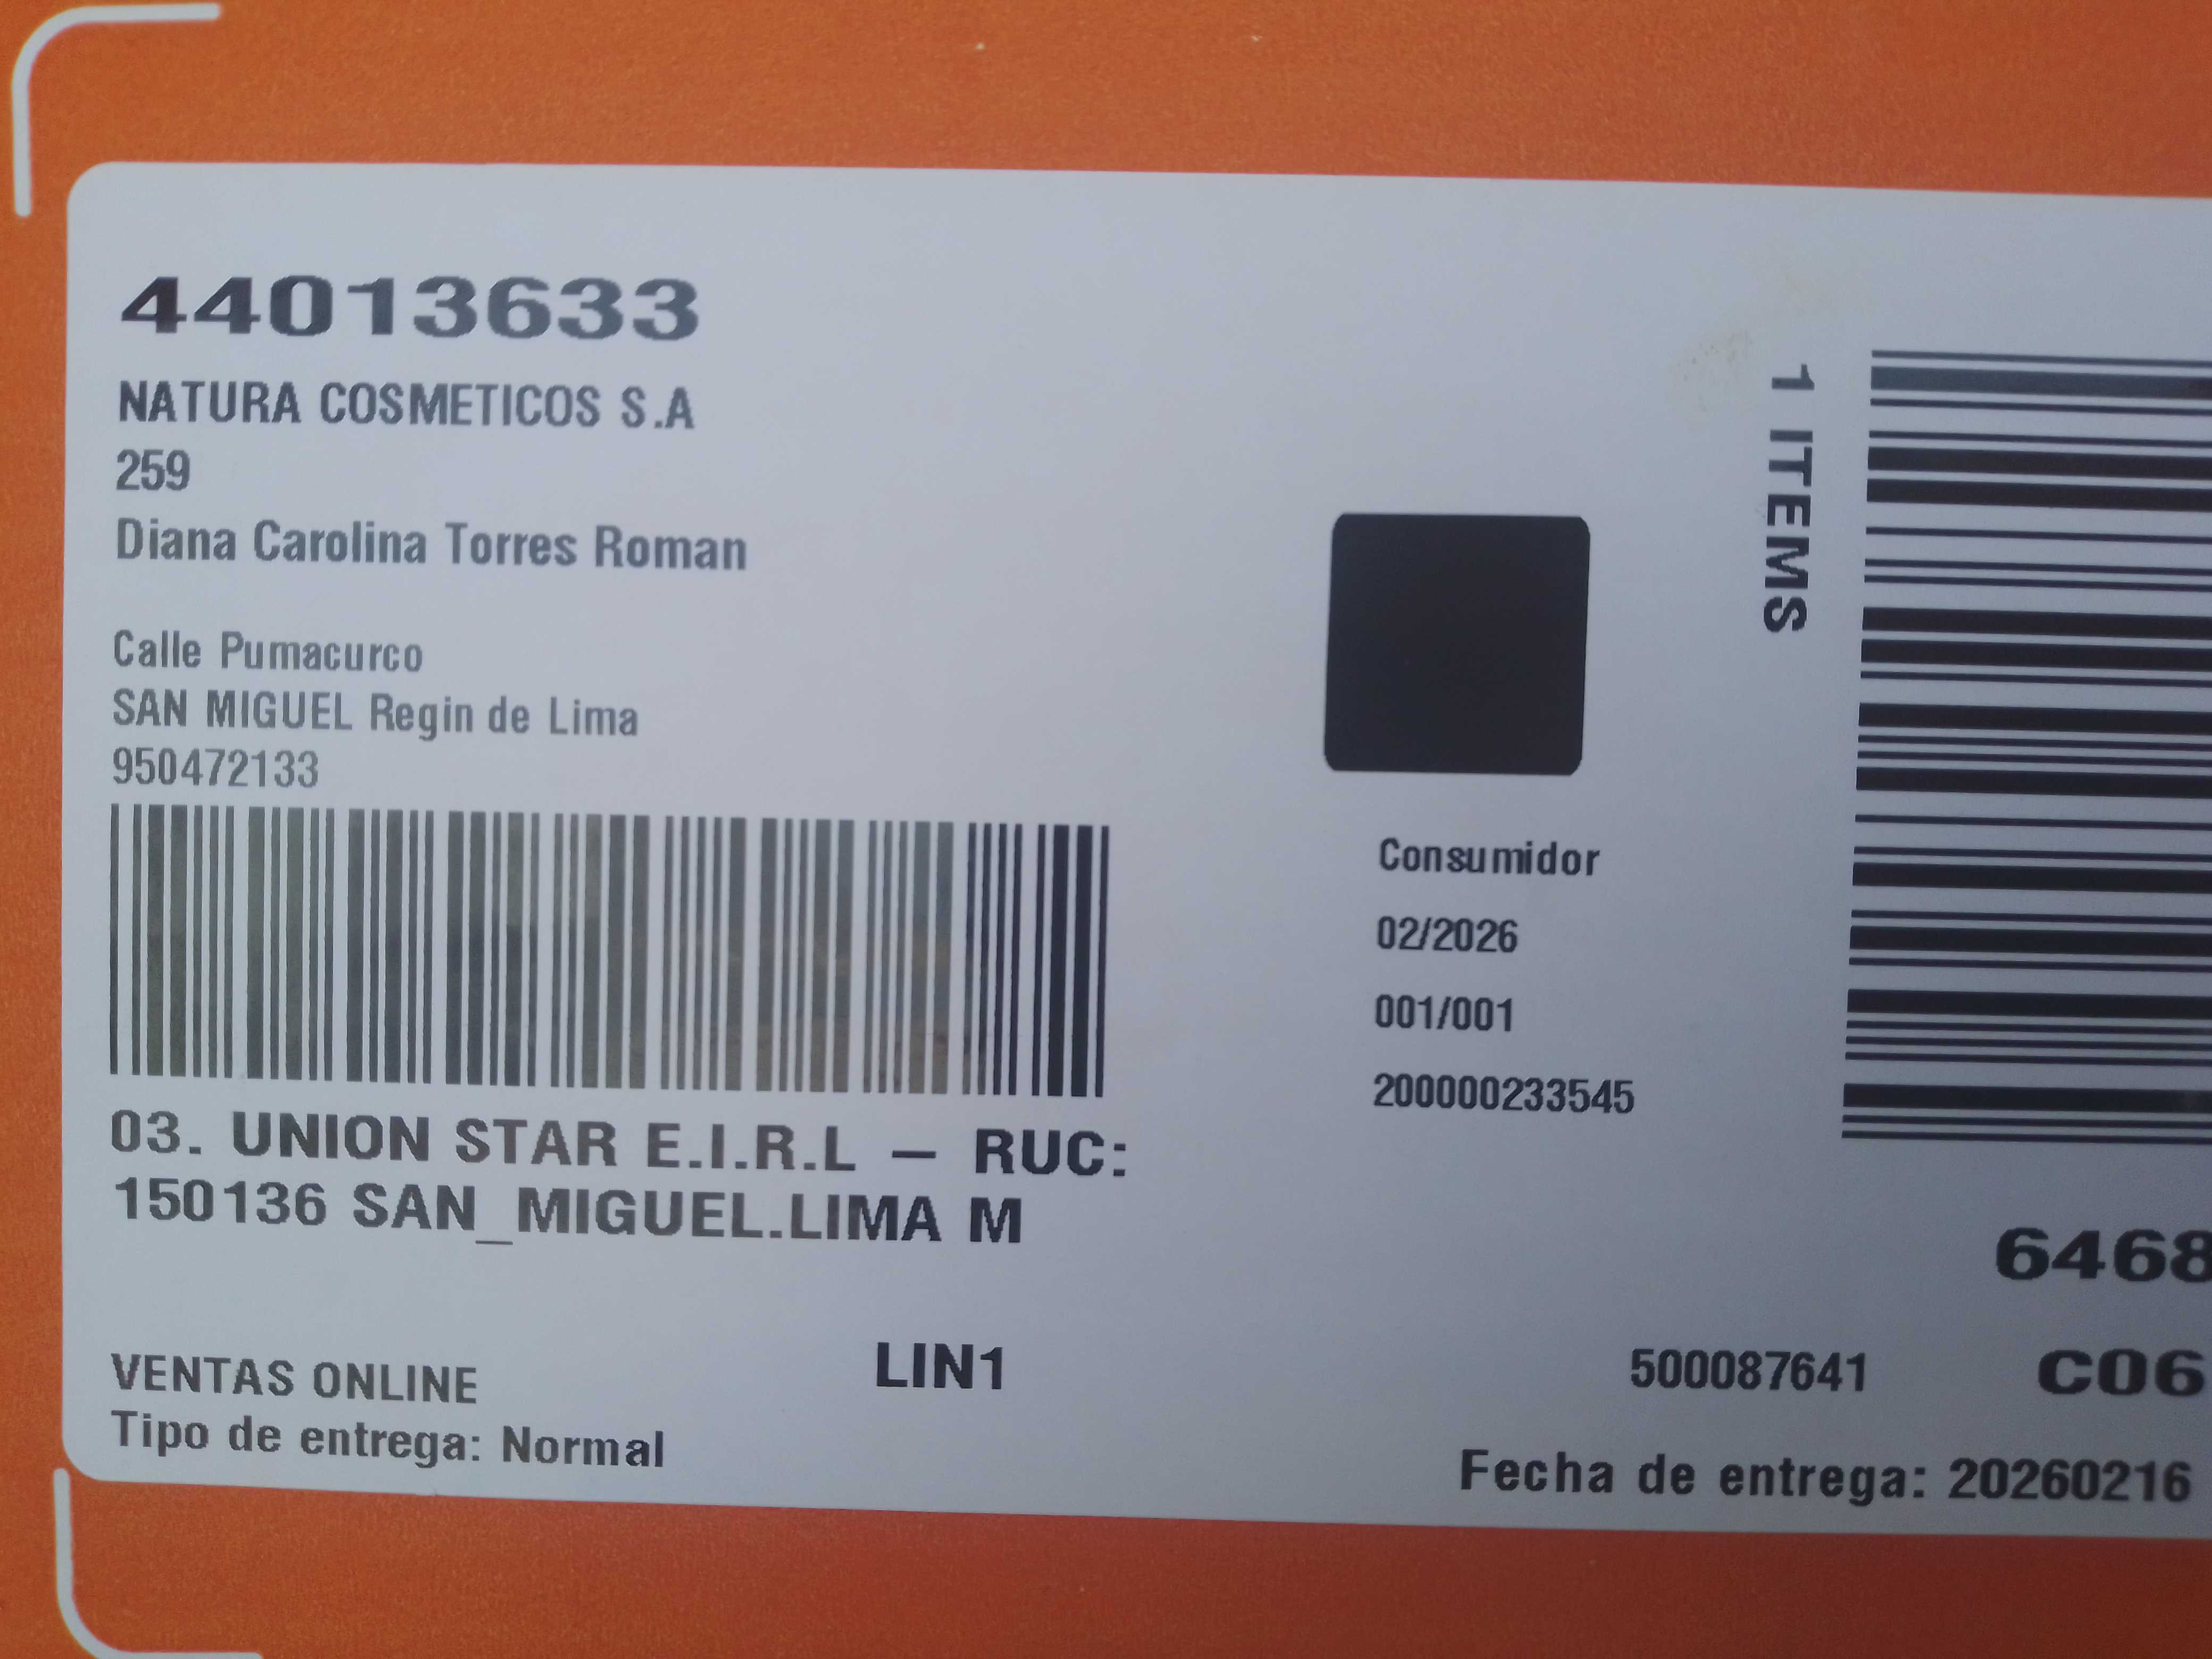 44013633
NATURA COSMETICOS S.A
259
Diana Carolina Torres Roman
Calle Pumacurco
SAN MIGUEL Regin de Lima
950472133
03. UNION STAR E.I.R.L – RUC:
150136 SAN_MIGUEL.LIMA M
VENTAS ONLINE
LIN1
Tipo de entrega: Normal
Consumidor
02/2026
001/001
200000233545
1 ITEMS
6468
500087641
C06
Fecha de entrega: 20260216